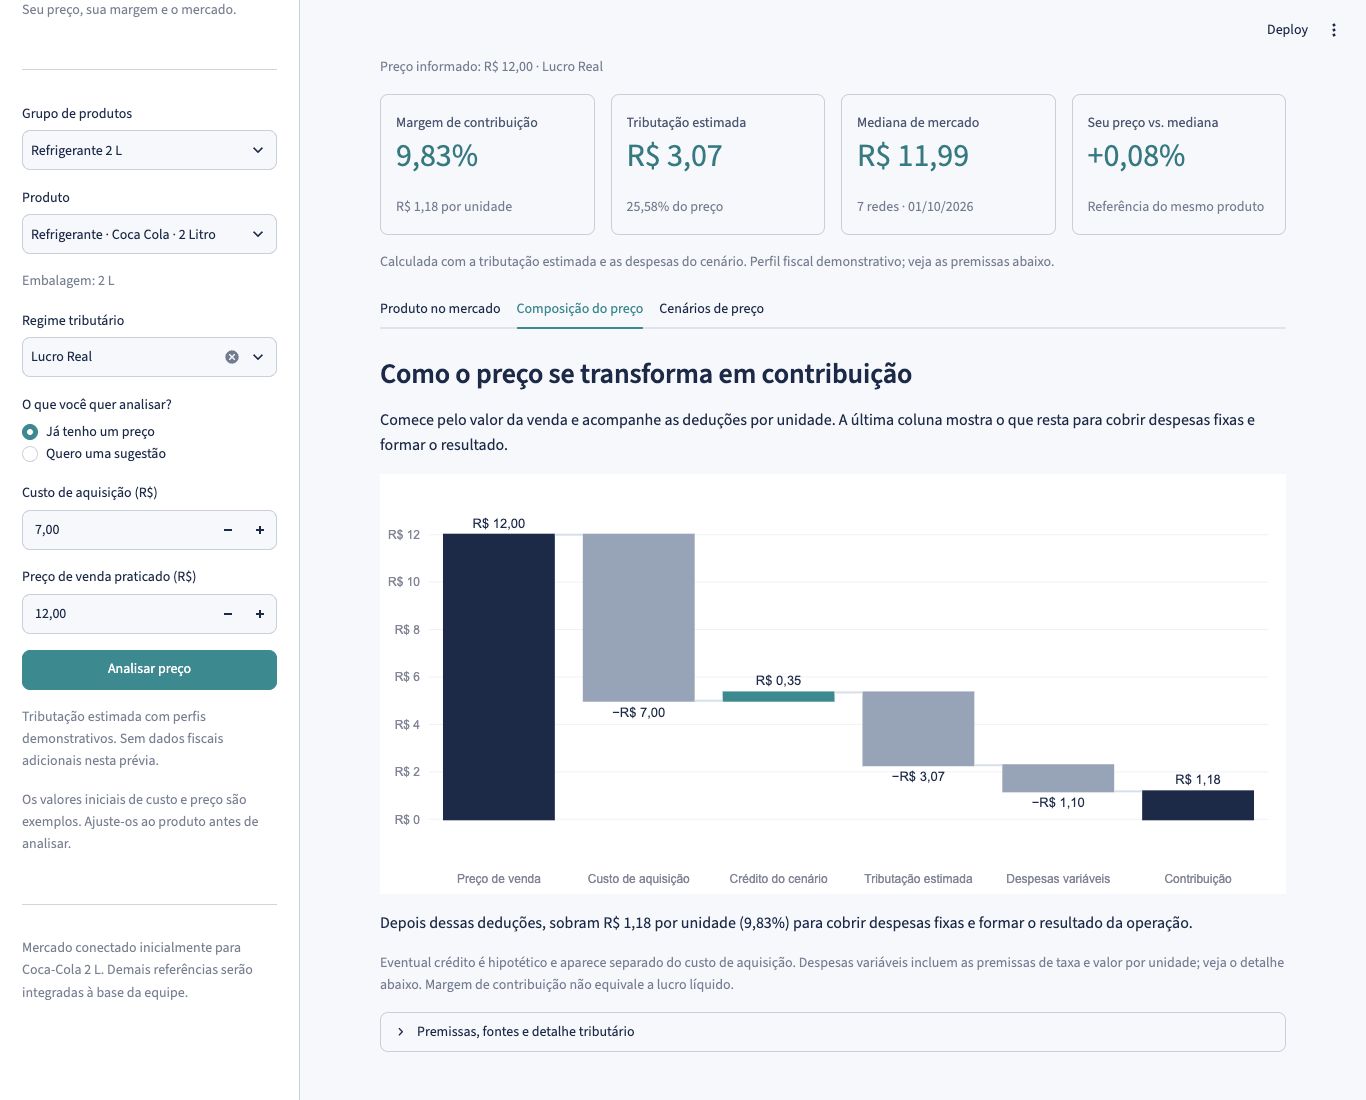 Seu preço, sua margem e o mercado.
Grupo de produtos
Refrigerante 2 L
Produto
Refrigerante · Coca Cola · 2 Litro
Embalagem: 2 L
Regime tributário
Lucro Real
O que você quer analisar?
Já tenho um preço
Quero uma sugestão
Custo de aquisição (R$)
7,00
Preço de venda praticado (R$)
12,00
Analisar preço
Tributação estimada com perfis
demonstrativos. Sem dados fiscais
adicionais nesta prévia.
Os valores iniciais de custo e preço são
exemplos. Ajuste-os ao produto antes de
analisar.
Mercado conectado inicialmente para
Coca-Cola 2 L. Demais referências serão
integradas à base da equipe.
Deploy
Preço informado: R$ 12,00 · Lucro Real
Margem de contribuição
9,83%
R$ 1,18 por unidade
Tributação estimada
R$ 3,07
25,58% do preço
Mediana de mercado
R$ 11,99
7 redes · 01/10/2026
Seu preço vs. mediana
+0,08%
Referência do mesmo produto
Calculada com a tributação estimada e as despesas do cenário. Perfil fiscal demonstrativo; veja as premissas abaixo.
Produto no mercado
Composição do preço
Cenários de preço
Como o preço se transforma em contribuição
Comece pelo valor da venda e acompanhe as deduções por unidade. A última coluna mostra o que resta para cobrir despesas fixas e
formar o resultado.
R$ 12
R$ 10
R$ 8
R$ 6
R$ 4
R$ 2
R$ 0
R$ 12,00
−R$ 7,00
R$ 0,35
−R$ 3,07
−R$ 1,10
R$ 1,18
Preço de venda
Custo de aquisição
Crédito do cenário
Tributação estimada
Despesas variáveis
Contribuição
Depois dessas deduções, sobram R$ 1,18 por unidade (9,83%) para cobrir despesas fixas e formar o resultado da operação.
Eventual crédito é hipotético e aparece separado do custo de aquisição. Despesas variáveis incluem as premissas de taxa e valor por unidade; veja o detalhe
abaixo. Margem de contribuição não equivale a lucro líquido.
Premissas, fontes e detalhe tributário